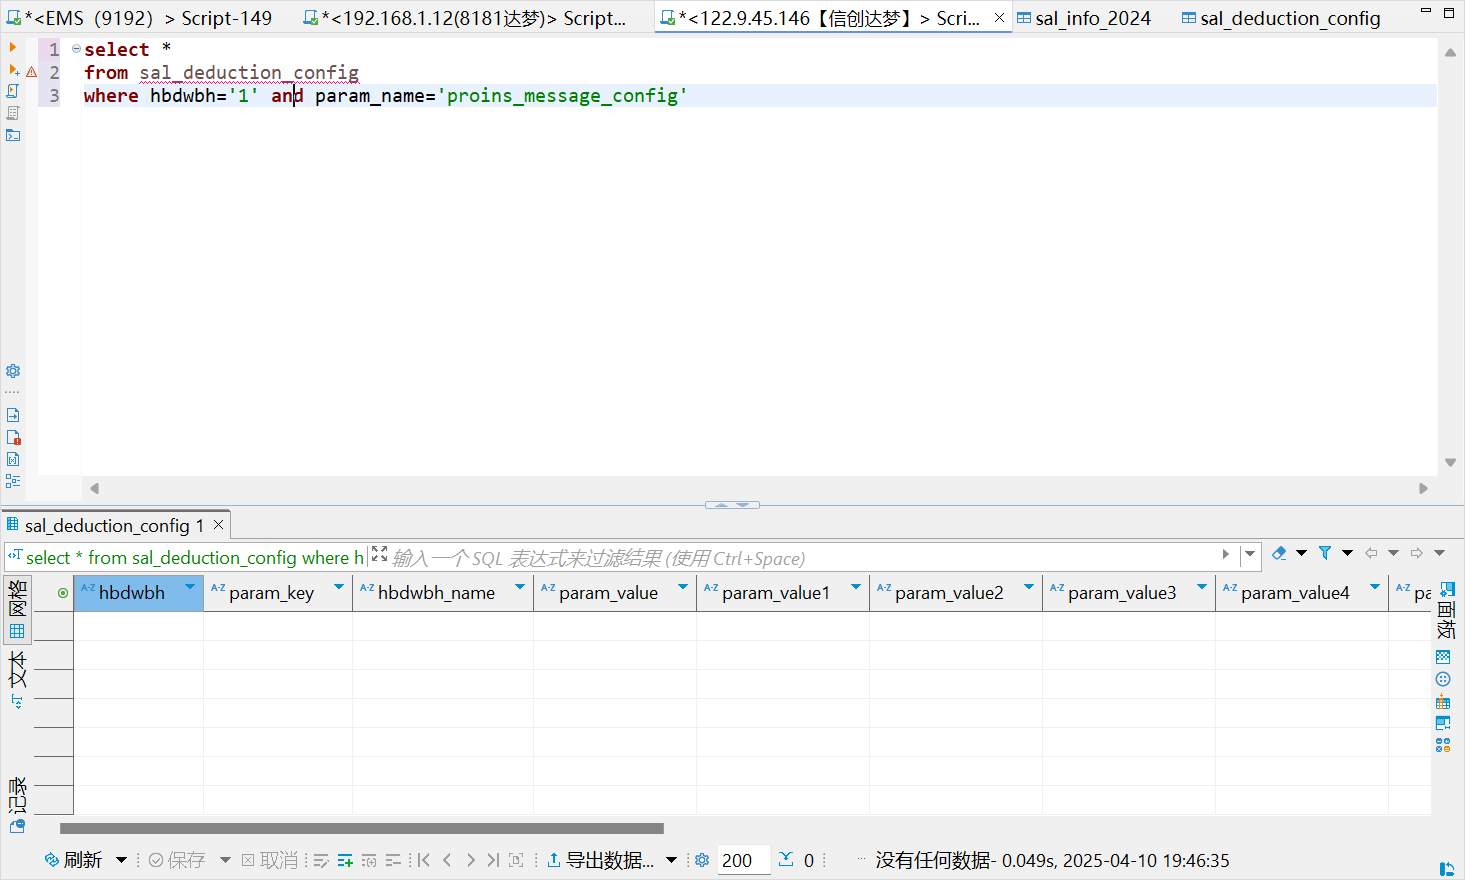 *<EMS（9192）> Script-149
*<192.168.1.12(8181达梦)> Script...
*<122.9.45.146【信创达梦】> Scri...
sal_info_2024
sal_deduction_config
1 select *
2 from sal_deduction_config
3 where hbdwbh='1' and param_name='proins_message_config'
sal_deduction_config 1
select * from sal_deduction_config where h
输入一个 SQL 表达式来过滤结果 (使用 Ctrl+Space)
网格
文本
记录
A-Z hbdwbh
A-Z param_key
A-Z hbdwbh_name
A-Z param_value
A-Z param_value1
A-Z param_value2
A-Z param_value3
A-Z param_value4
A-Z pa
面板
刷新
保存
取消
导出数据...
200
0
没有任何数据- 0.049s, 2025-04-10 19:46:35